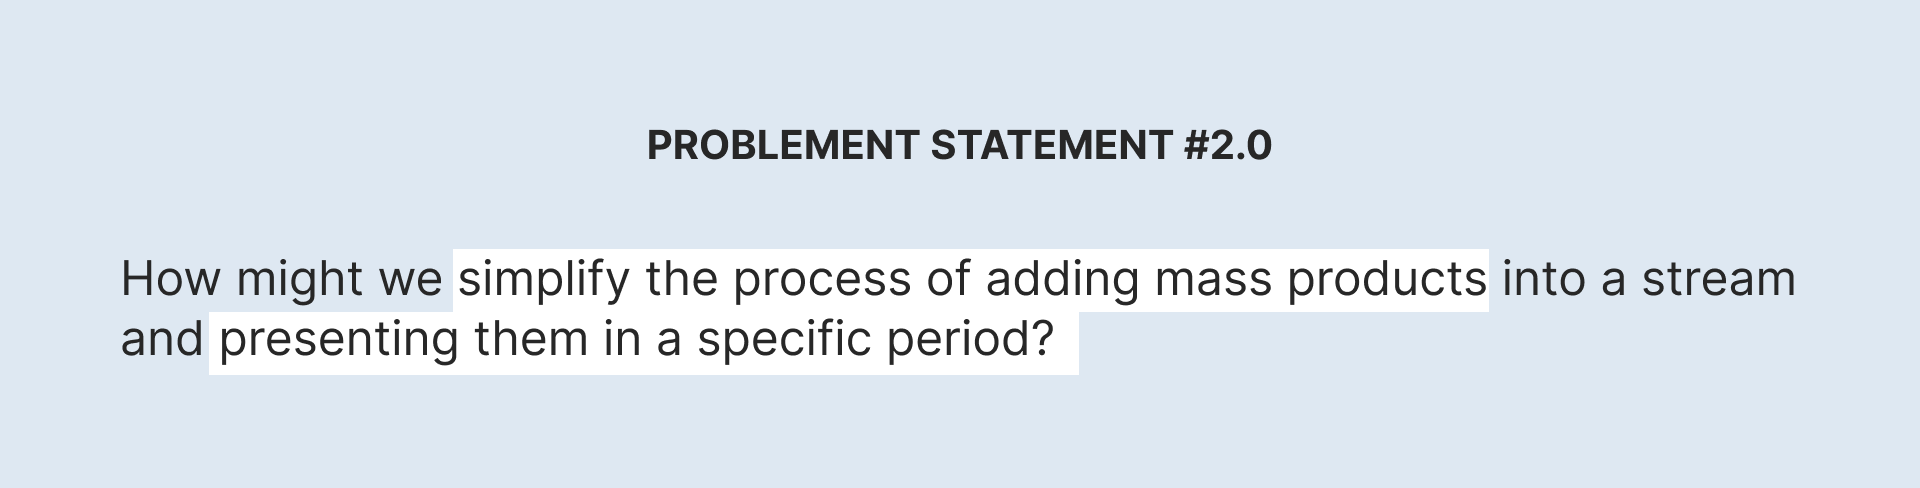 PROBLEMENT STATEMENT #2.0
How might we simplify the process of adding mass products into a stream
and presenting them in a specific period?